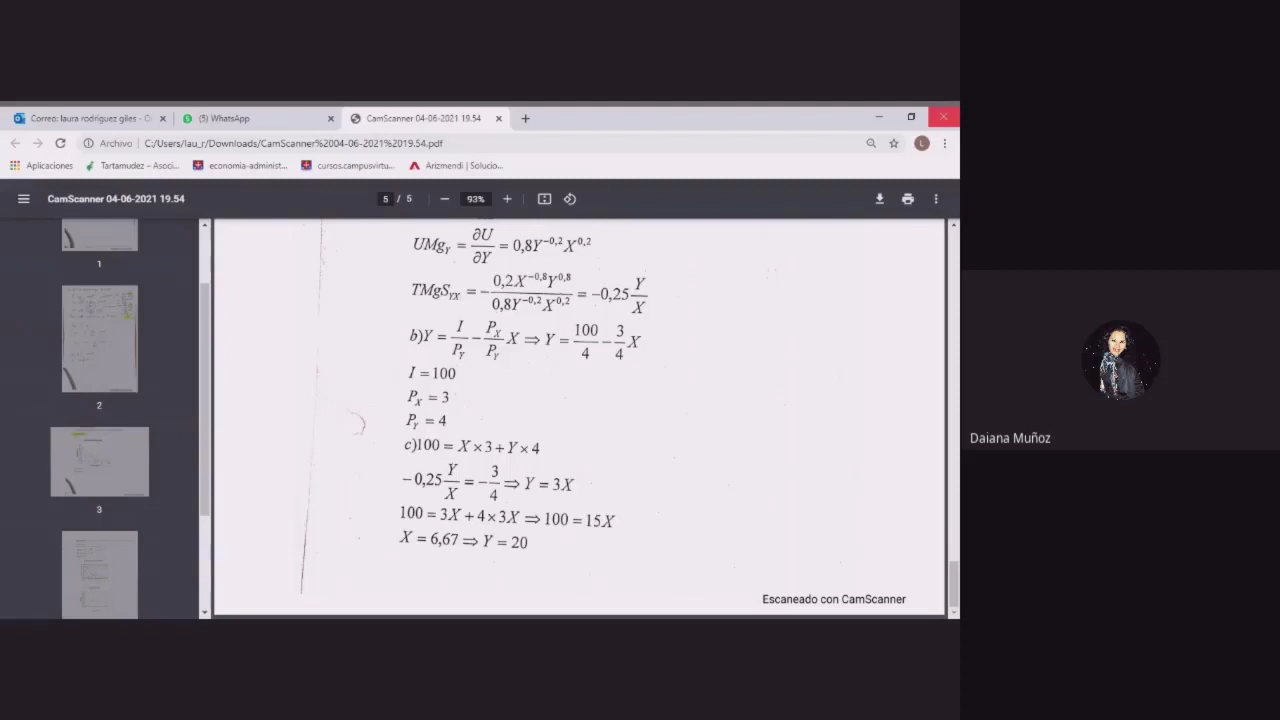 Correo: laura rodriguez giles - O
(5) WhatsApp
CamScanner 04-06-2021 19.54
Archivo | C:/Users/lau_r/Downloads/CamScanner%2004-06-2021%2019.54.pdf
L
Aplicaciones
Tartamudez – Asoci...
economia-administ...
cursos.campusvirtu...
Arizmendi | Solucio...
CamScanner 04-06-2021 19.54
5 / 5
93%
1
2
3
UMg_Y = ∂U/∂Y = 0,8Y^{-0,2}X^{0,2}
TMgS_{YX} = -0,2X^{-0,8}Y^{0,8}/0,8Y^{-0,2}X^{0,2} = -0,25 Y/X
b)Y = I/P_Y - P_X/P_Y X ⇒ Y = 100/4 - 3/4 X
I = 100
P_X = 3
P_Y = 4
c)100 = X×3+Y×4
-0,25 Y/X = -3/4 ⇒ Y = 3X
100 = 3X + 4×3X ⇒ 100 = 15X
X = 6,67 ⇒ Y = 20
Escaneado con CamScanner
Daiana Muñoz